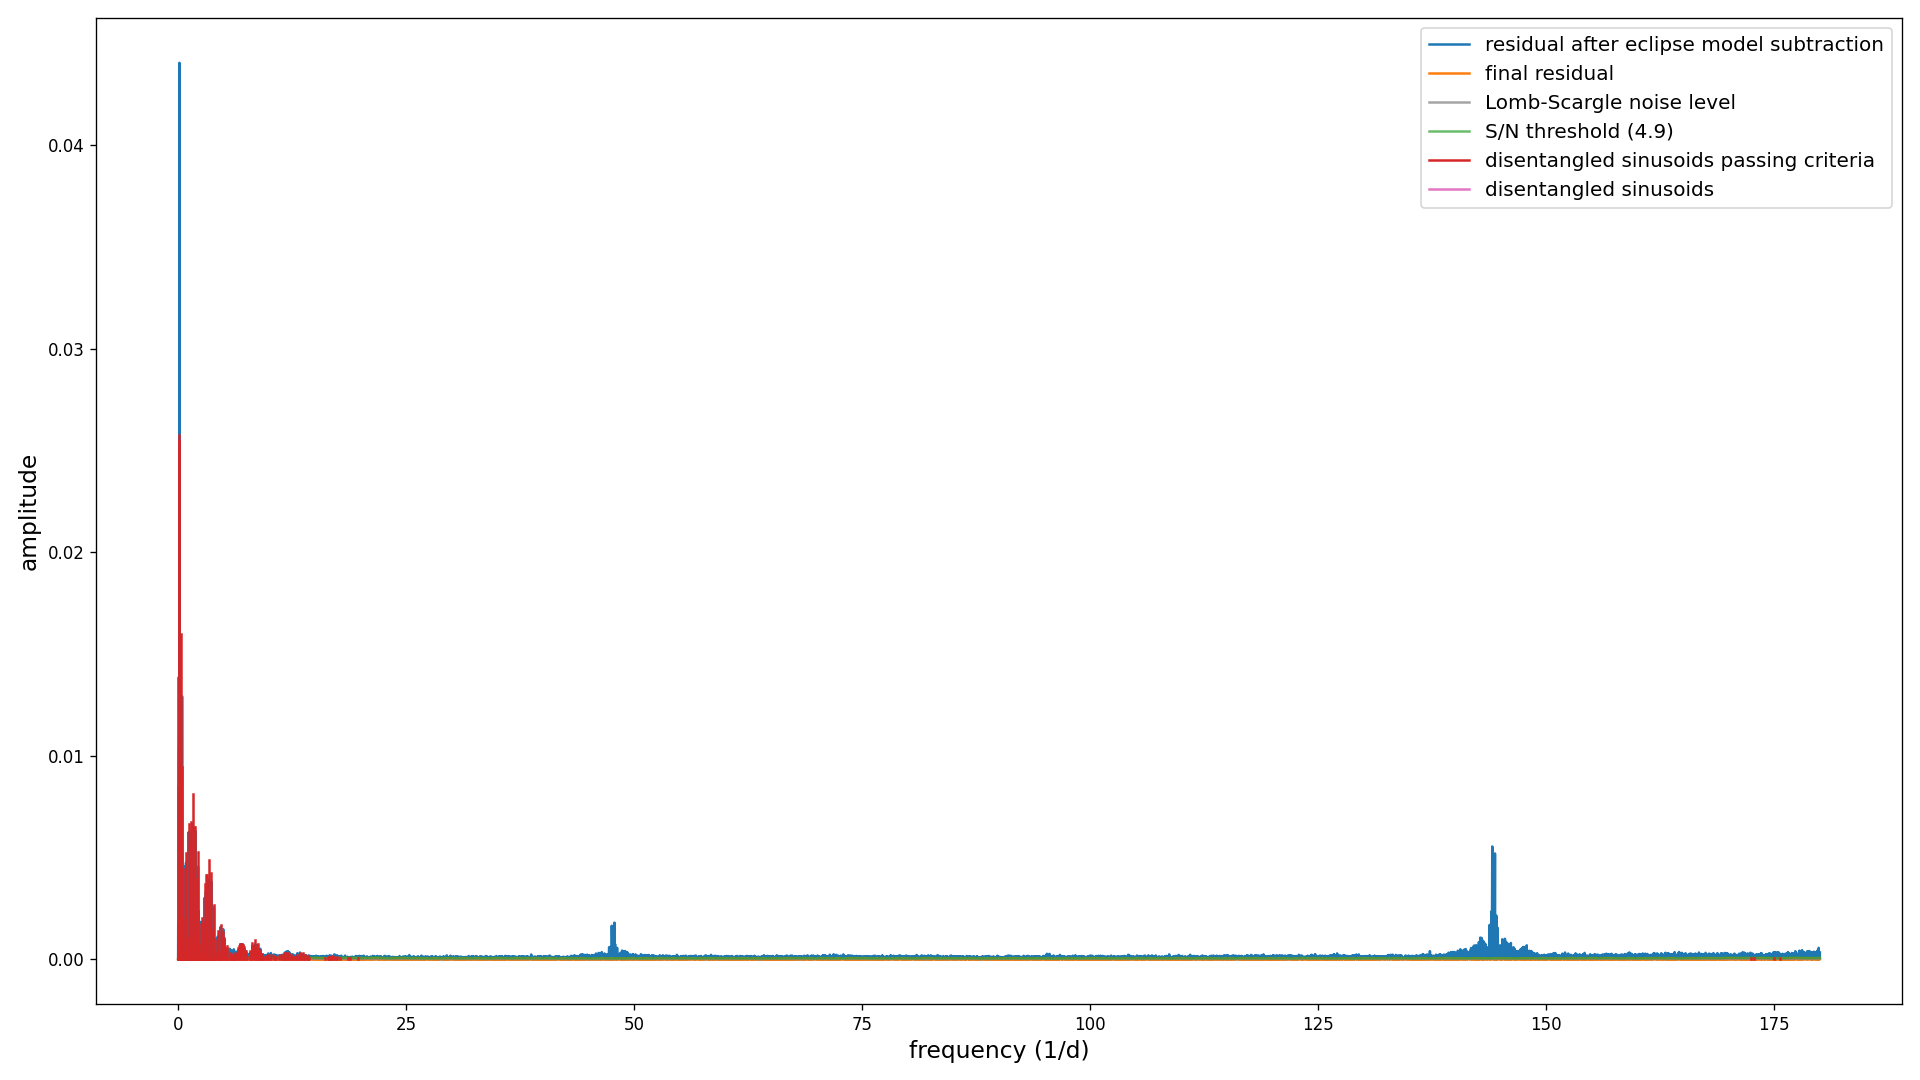 residual after eclipse model subtraction
final residual
Lomb-Scargle noise level
S/N threshold (4.9)
disentangled sinusoids passing criteria
disentangled sinusoids
amplitude
0.04
0.03
0.02
0.01
0.00
0 25 50 75 100 125 150 175
frequency (1/d)